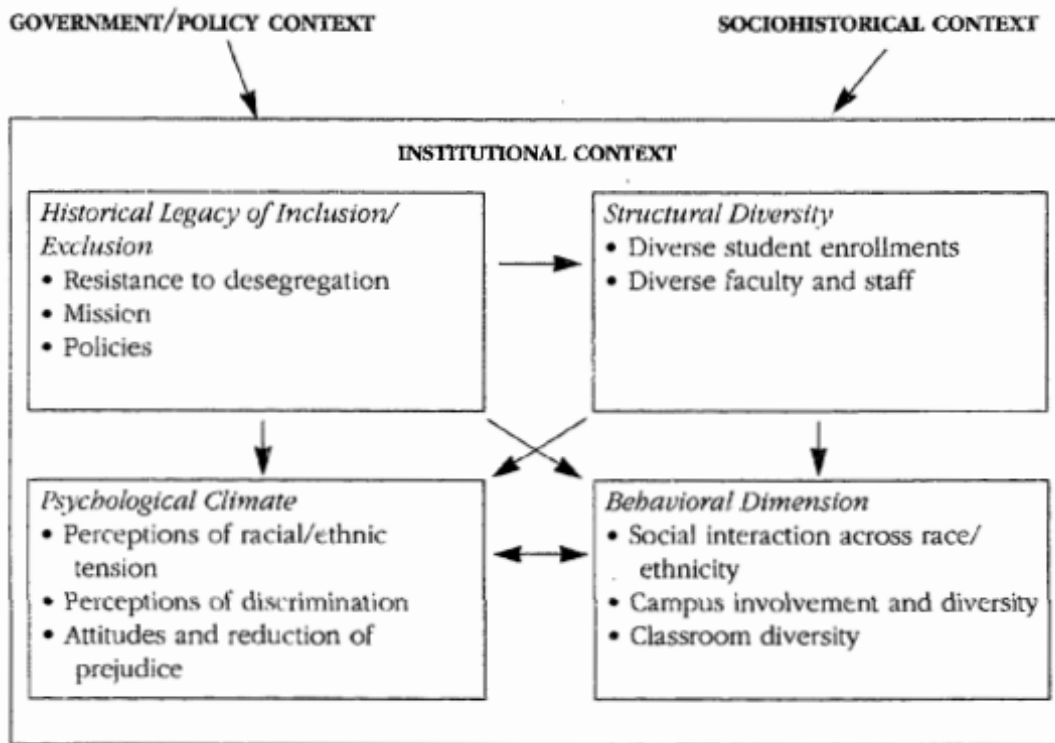 GOVERNMENT/POLICY CONTEXT
SOCIOHISTORICAL CONTEXT
INSTITUTIONAL CONTEXT
Historical Legacy of Inclusion/
Exclusion
• Resistance to desegregation
• Mission
• Policies
Structural Diversity
• Diverse student enrollments
• Diverse faculty and staff
Psychological Climate
• Perceptions of racial/ethnic
tension
• Perceptions of discrimination
• Attitudes and reduction of
prejudice
Behavioral Dimension
• Social interaction across race/
ethnicity
• Campus involvement and diversity
• Classroom diversity